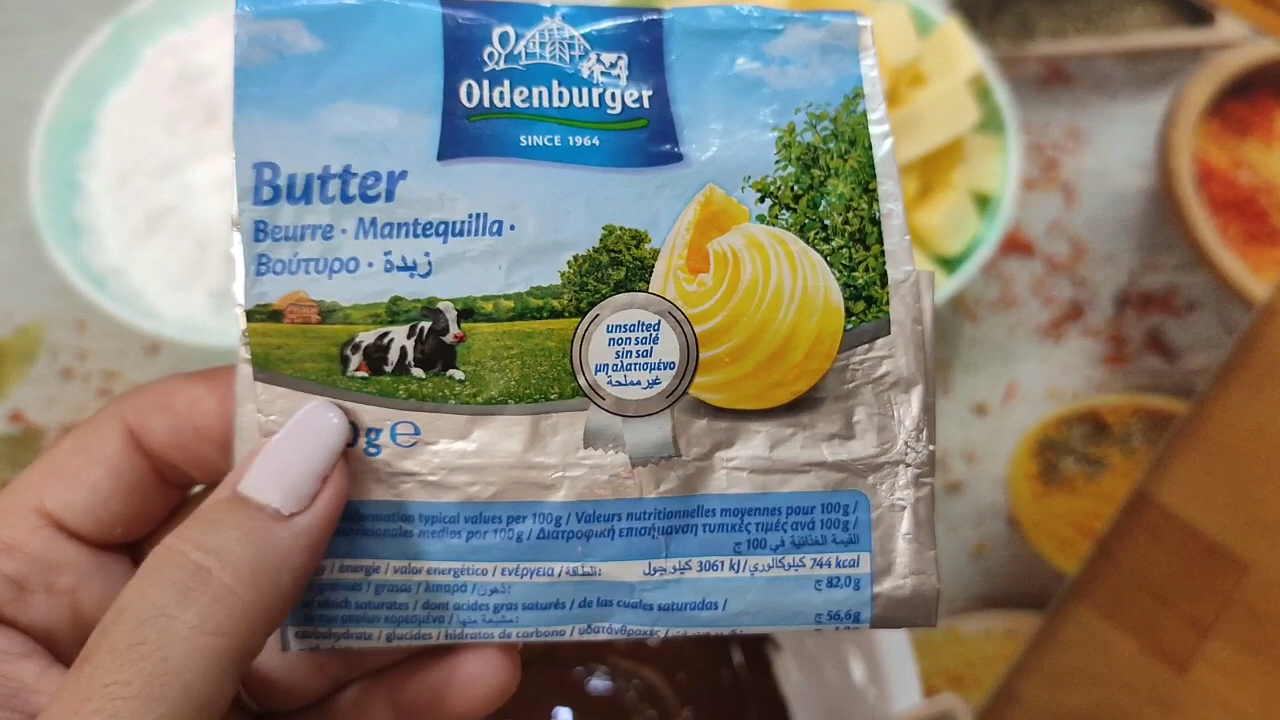 Oldenburger
SINCE 1964
Butter
Beurre · Mantequilla ·
Βούτυρο · زبدة
unsalted
non salé
sin sal
μη αλατισμένο
غير مملحة
g e
typical values per 100g / Valeurs nutritionnelles moyennes pour 100g /
medios por 100g / Διατροφική επισήμανση τυπικές τιμές ανά 100g /
القيمة الغذائية في 100 ج
/ énergie / valor energético / ενέργεια / الطاقة: 3061 kJ/كيلو جول 744 kcal كيلوكالوري
/ grasas / λιπαρά / دهون: 82,0g ج
of which saturates / dont acides gras saturés / de las cuales saturadas /
κορεσμένα / مشبعة منها: 56,6g ج
carbohydrate / glucides / hidratos de carbono / υδατάνθρακες /